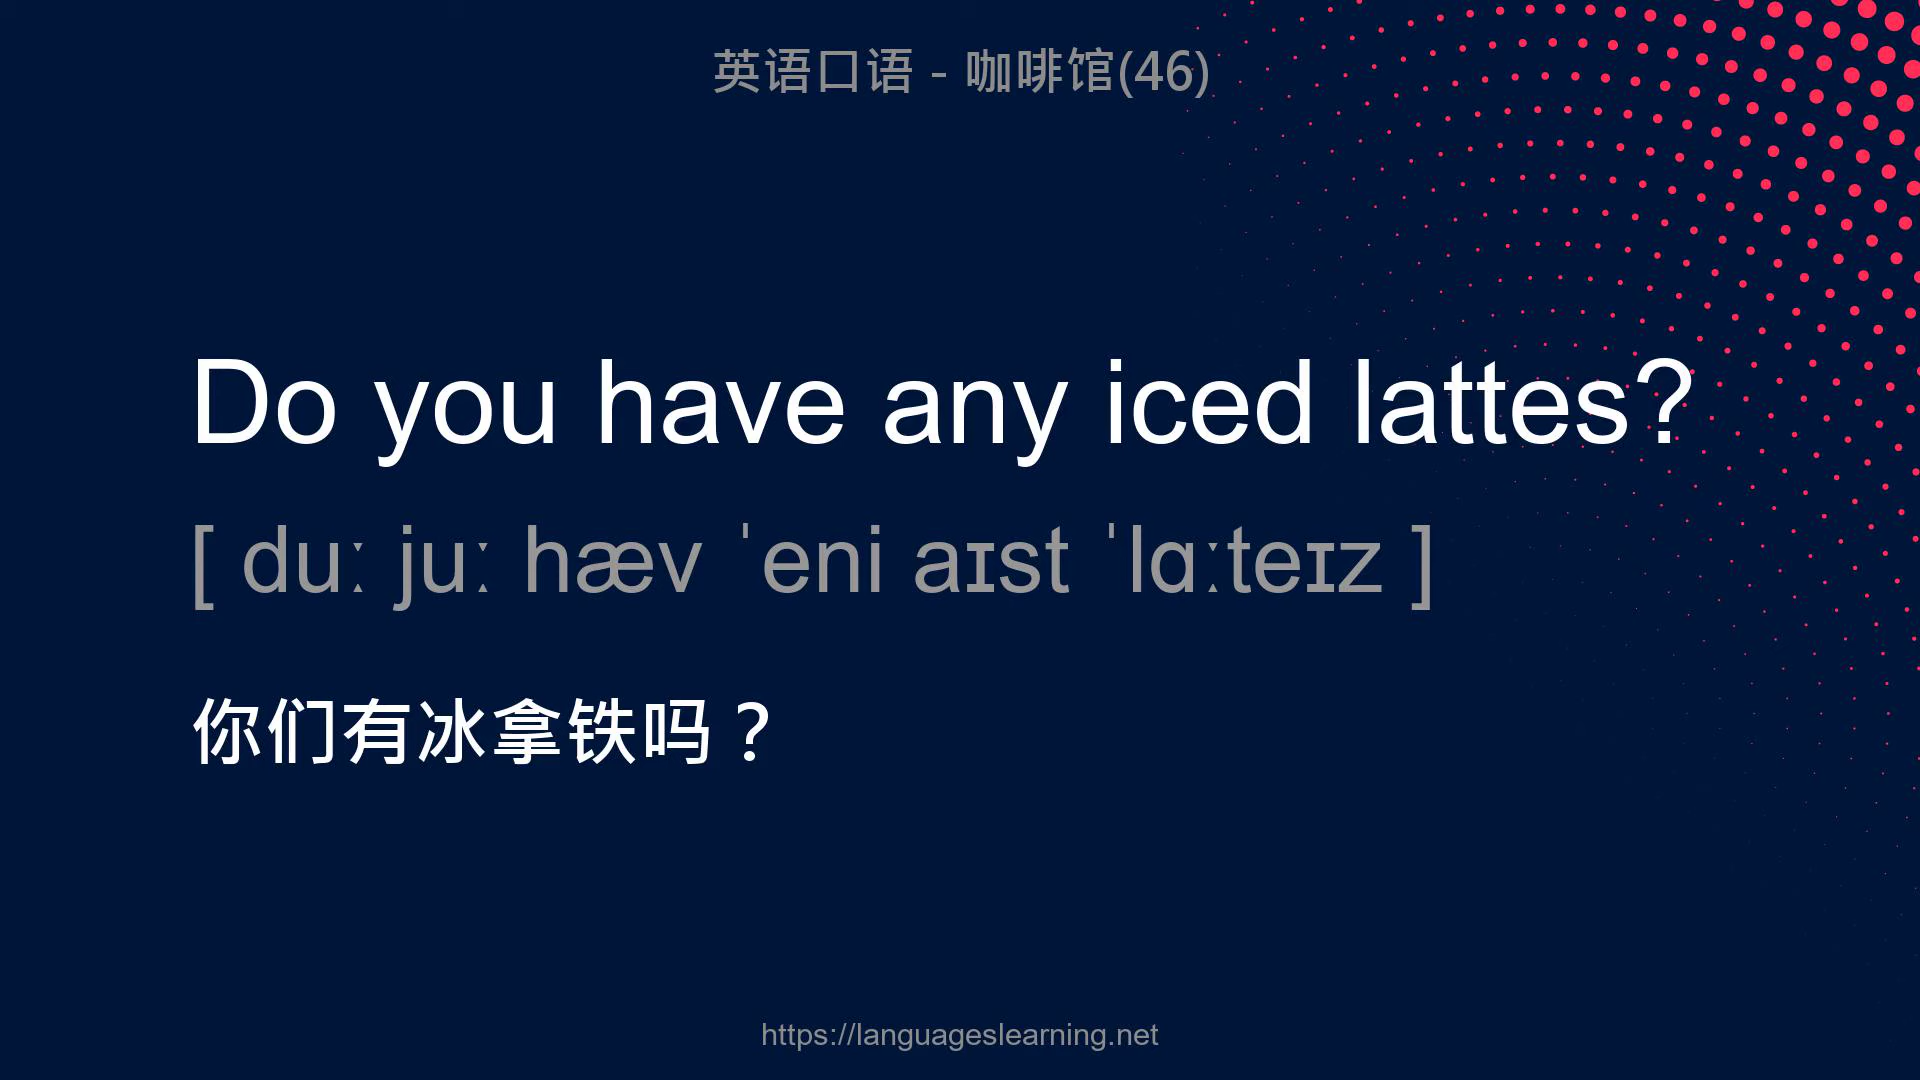 英语口语 - 咖啡馆(46)
Do you have any iced lattes?
[ duː juː hæv ˈeni aɪst ˈlɑːteɪz ]
你们有冰拿铁吗？
https://languageslearning.net